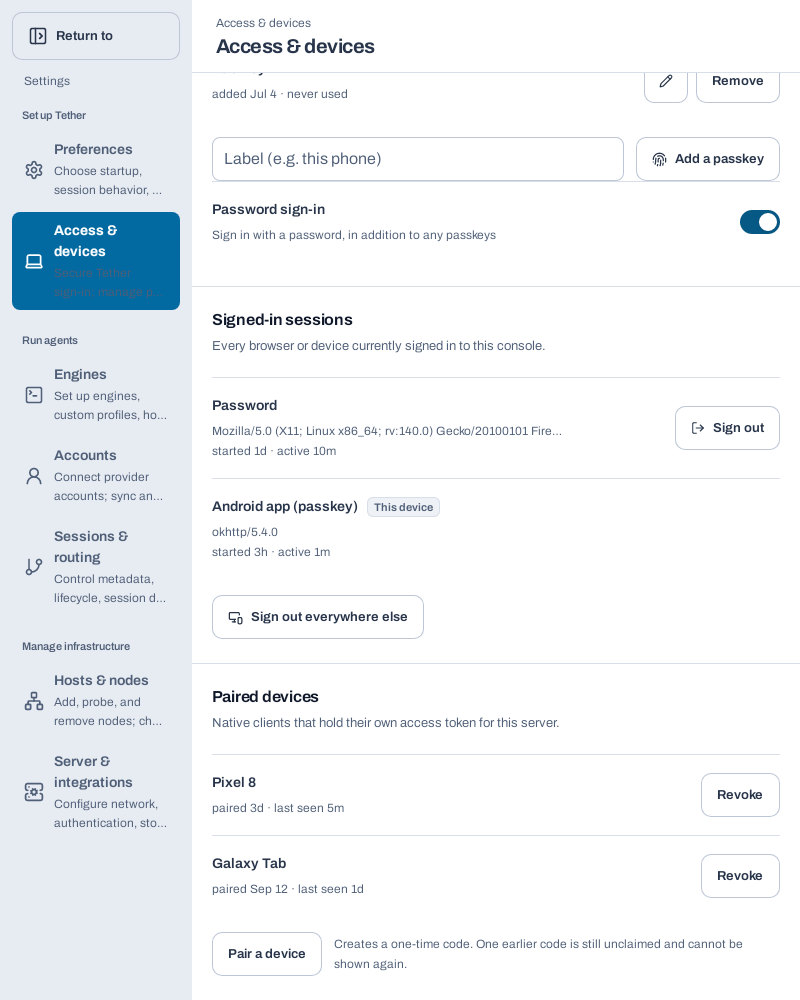 Return to
Settings
Set up Tether
Preferences
Choose startup,
session behavior, ...
Access &
devices
Secure Tether
sign-in; manage p...
Run agents
Engines
Set up engines,
custom profiles, ho...
Accounts
Connect provider
accounts; sync an...
Sessions &
routing
Control metadata,
lifecycle, session d...
Manage infrastructure
Hosts & nodes
Add, probe, and
remove nodes; ch...
Server &
integrations
Configure network,
authentication, sto...
Access & devices
Access & devices
added Jul 4 · never used
Remove
Label (e.g. this phone)
Add a passkey
Password sign-in
Sign in with a password, in addition to any passkeys
Signed-in sessions
Every browser or device currently signed in to this console.
Password
Mozilla/5.0 (X11; Linux x86_64; rv:140.0) Gecko/20100101 Fire...
started 1d · active 10m
Sign out
Android app (passkey) This device
okhttp/5.4.0
started 3h · active 1m
Sign out everywhere else
Paired devices
Native clients that hold their own access token for this server.
Pixel 8
paired 3d · last seen 5m
Revoke
Galaxy Tab
paired Sep 12 · last seen 1d
Revoke
Pair a device
Creates a one-time code. One earlier code is still unclaimed and cannot be
shown again.